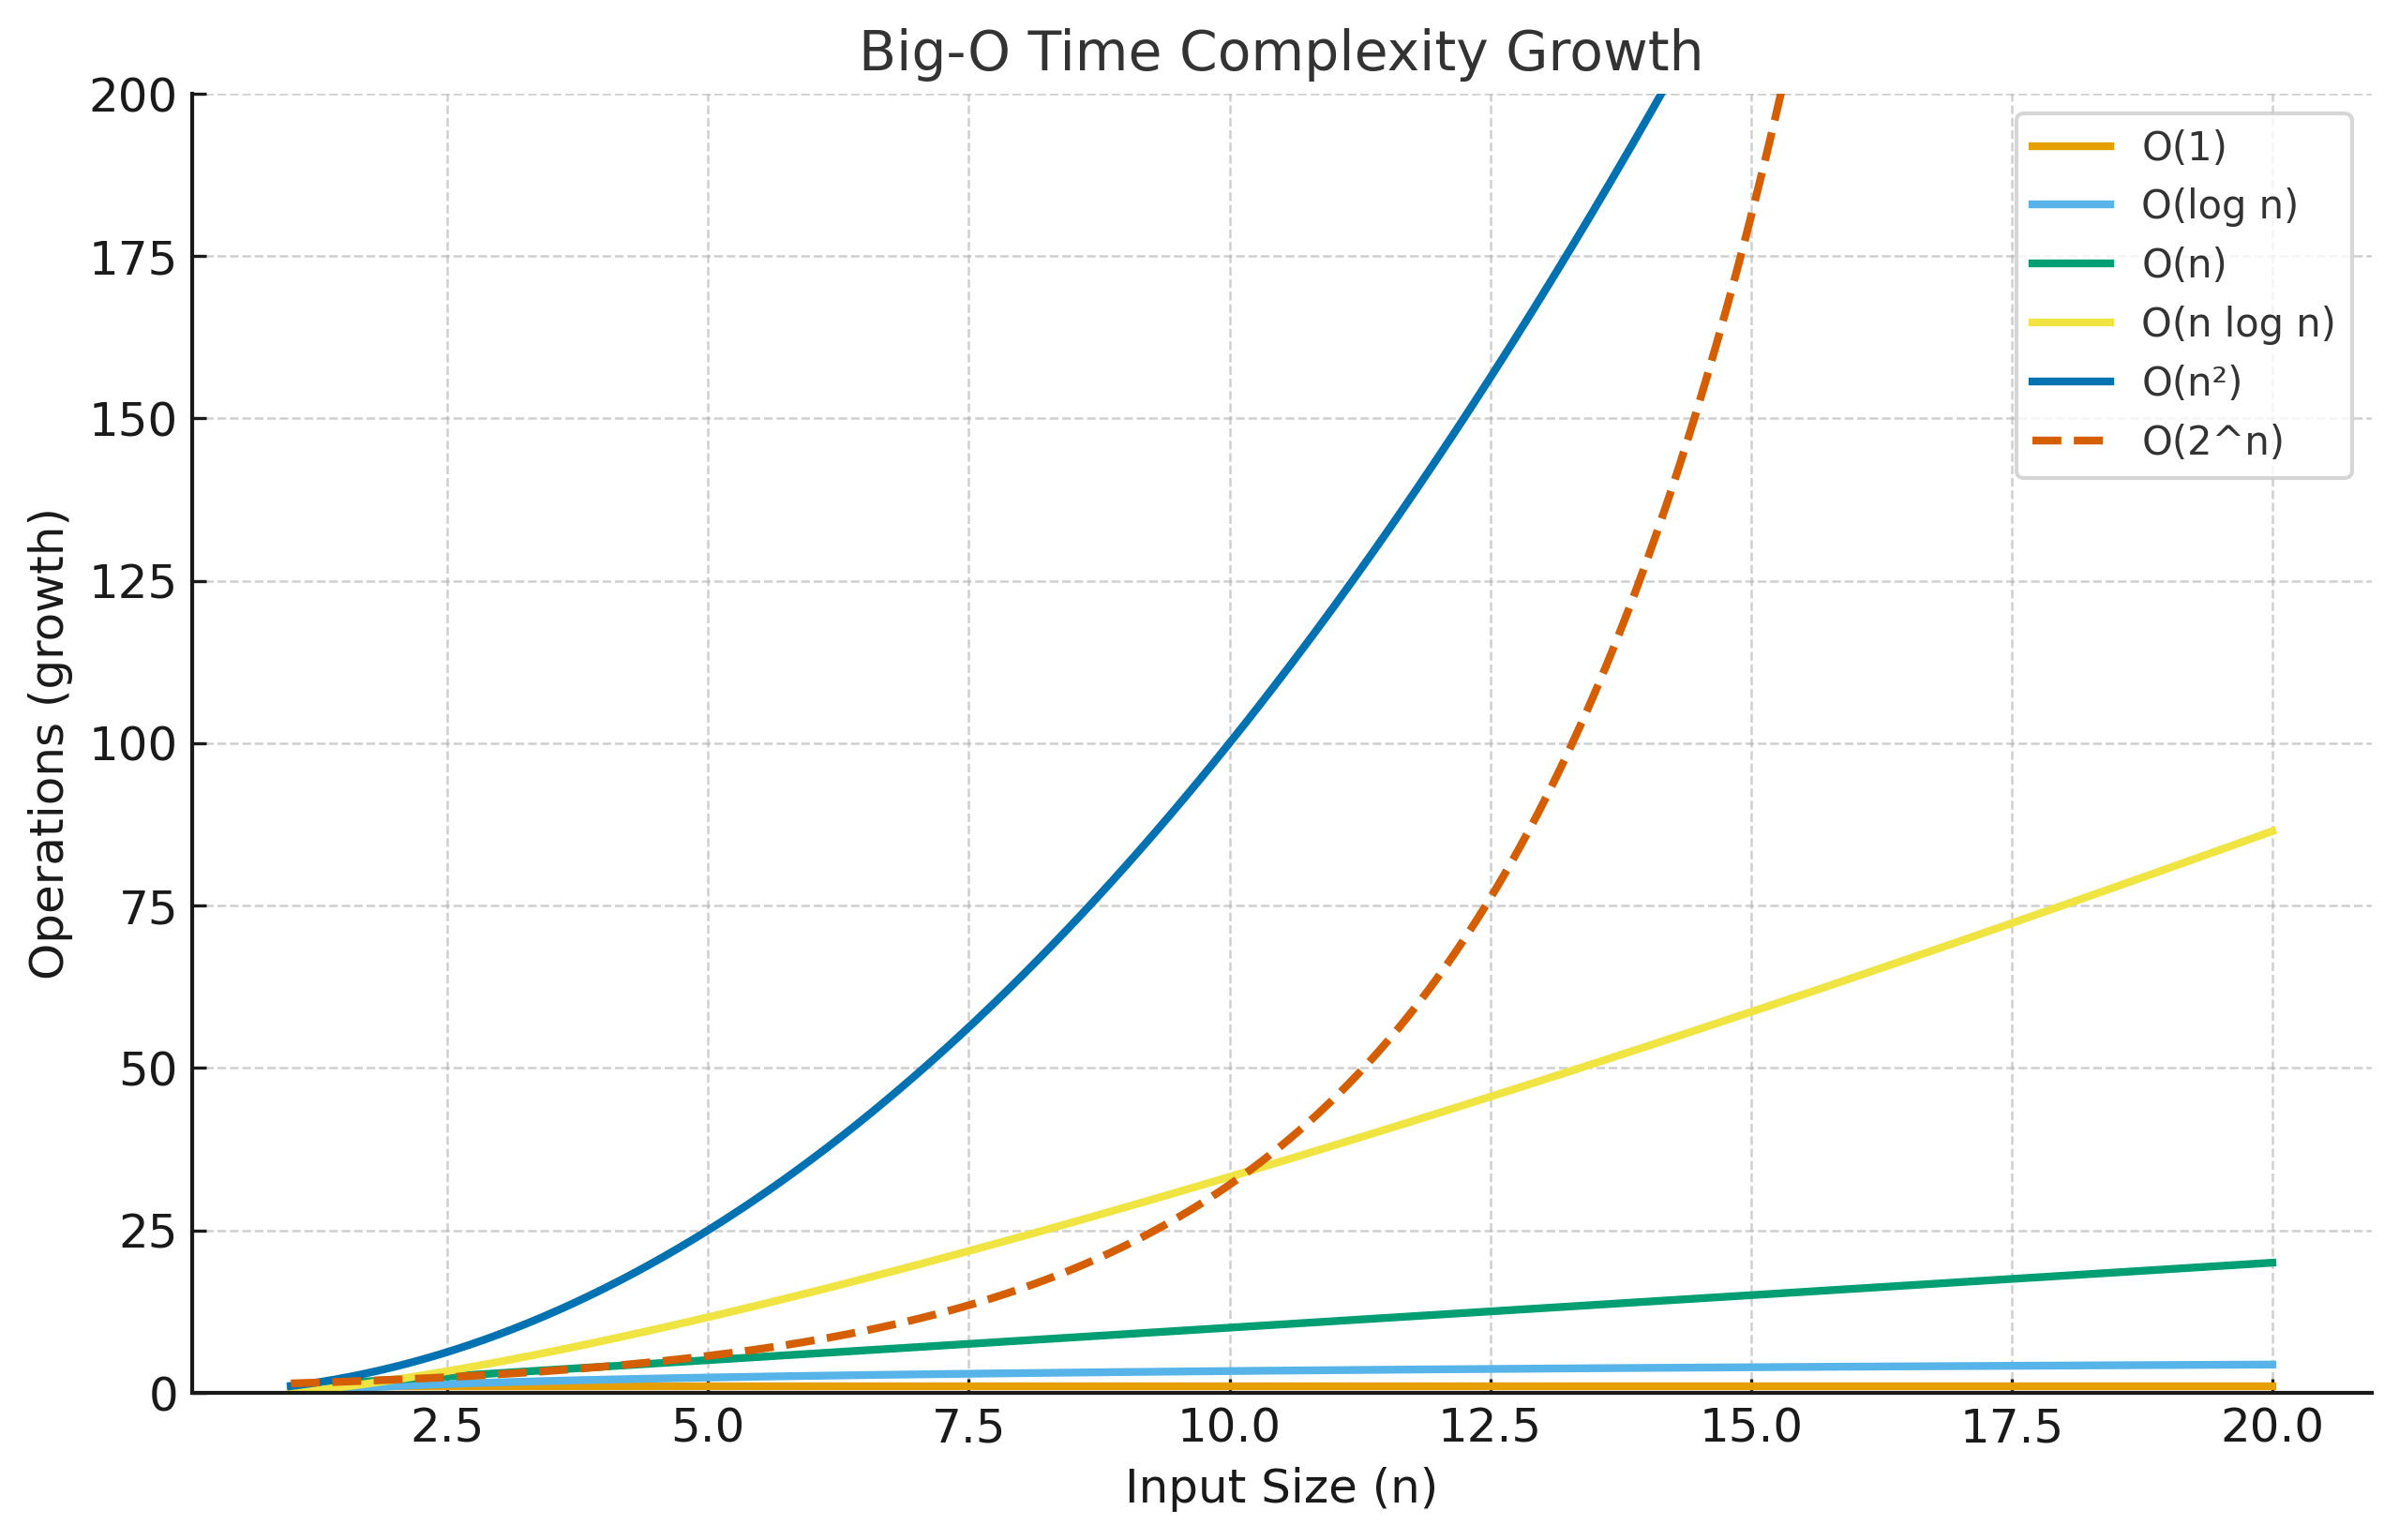 Big-O Time Complexity Growth
200
175
150
125
100
75
50
25
0
Operations (growth)
O(1)
O(log n)
O(n)
O(n log n)
O(n²)
O(2^n)
2.5 5.0 7.5 10.0 12.5 15.0 17.5 20.0
Input Size (n)